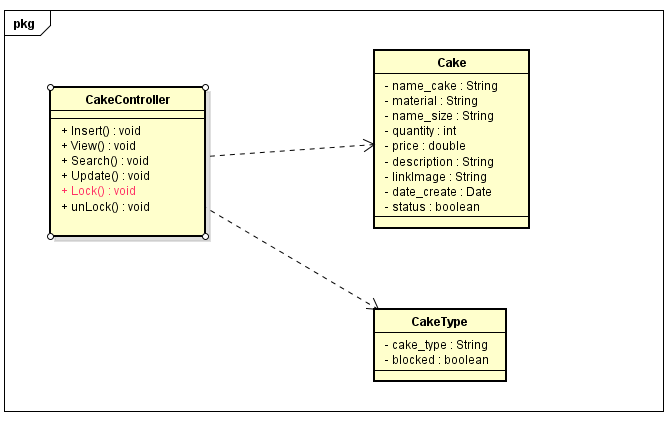 pkg
CakeController
+ Insert() : void
+ View() : void
+ Search() : void
+ Update() : void
+ Lock() : void
+ unLock() : void
Cake
- name_cake : String
- material : String
- name_size : String
- quantity : int
- price : double
- description : String
- linkImage : String
- date_create : Date
- status : boolean
CakeType
- cake_type : String
- blocked : boolean